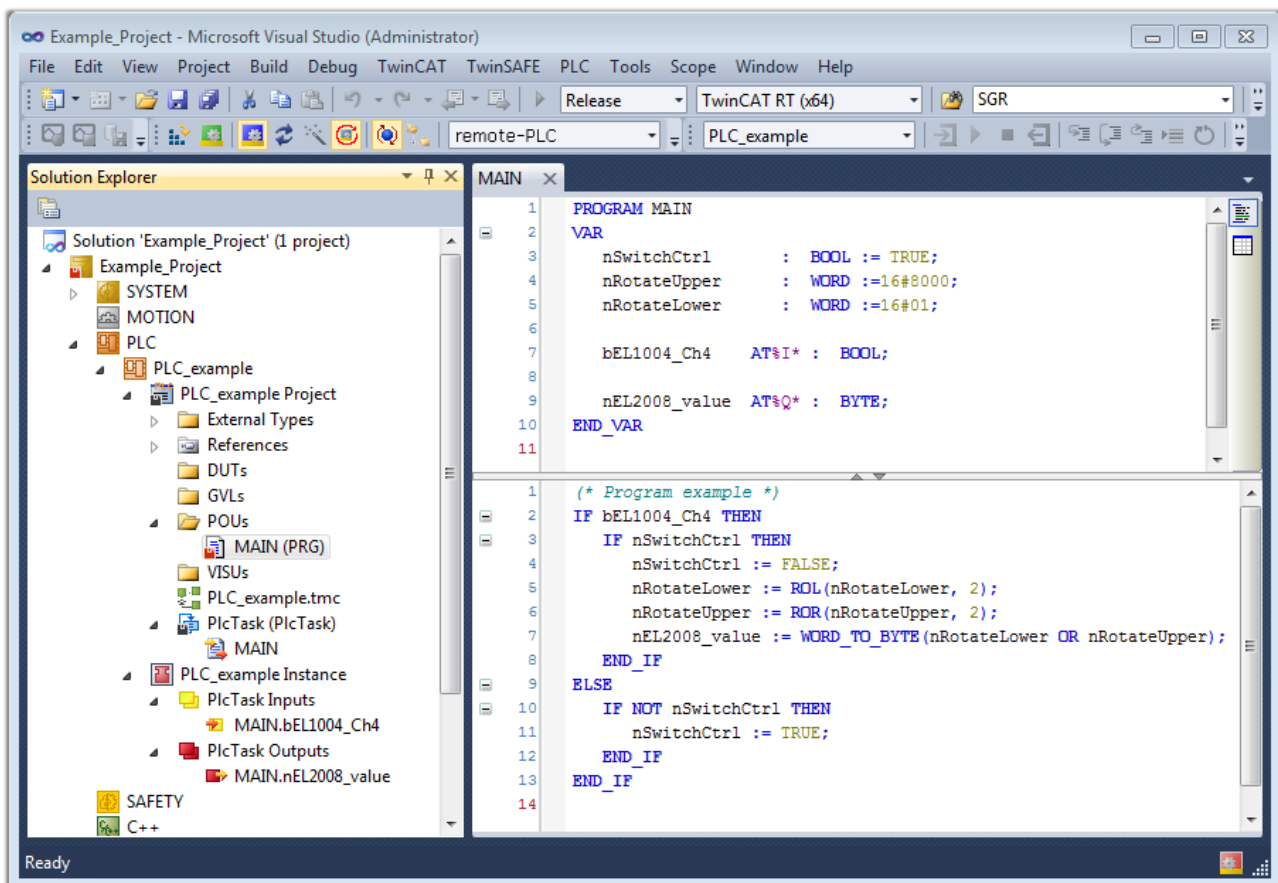 Example_Project - Microsoft Visual Studio (Administrator)
File Edit View Project Build Debug TwinCAT TwinSAFE PLC Tools Scope Window Help
Release TwinCAT RT (x64) SGR
remote-PLC PLC_example
Solution Explorer
Solution 'Example_Project' (1 project)
Example_Project
SYSTEM
MOTION
PLC
PLC_example
PLC_example Project
External Types
References
DUTs
GVLs
POUs
MAIN (PRG)
VISUs
PLC_example.tmc
PlcTask (PlcTask)
MAIN
PLC_example Instance
PlcTask Inputs
MAIN.bEL1004_Ch4
PlcTask Outputs
MAIN.nEL2008_value
SAFETY
C++
MAIN
1 PROGRAM MAIN
2 VAR
3 nSwitchCtrl : BOOL := TRUE;
4 nRotateUpper : WORD :=16#8000;
5 nRotateLower : WORD :=16#01;
6
7 bEL1004_Ch4 AT%I* : BOOL;
8
9 nEL2008_value AT%Q* : BYTE;
10 END_VAR
11
1 (* Program example *)
2 IF bEL1004_Ch4 THEN
3 IF nSwitchCtrl THEN
4 nSwitchCtrl := FALSE;
5 nRotateLower := ROL(nRotateLower, 2);
6 nRotateUpper := ROR(nRotateUpper, 2);
7 nEL2008_value := WORD_TO_BYTE(nRotateLower OR nRotateUpper);
8 END_IF
9 ELSE
10 IF NOT nSwitchCtrl THEN
11 nSwitchCtrl := TRUE;
12 END_IF
13 END_IF
14
Ready